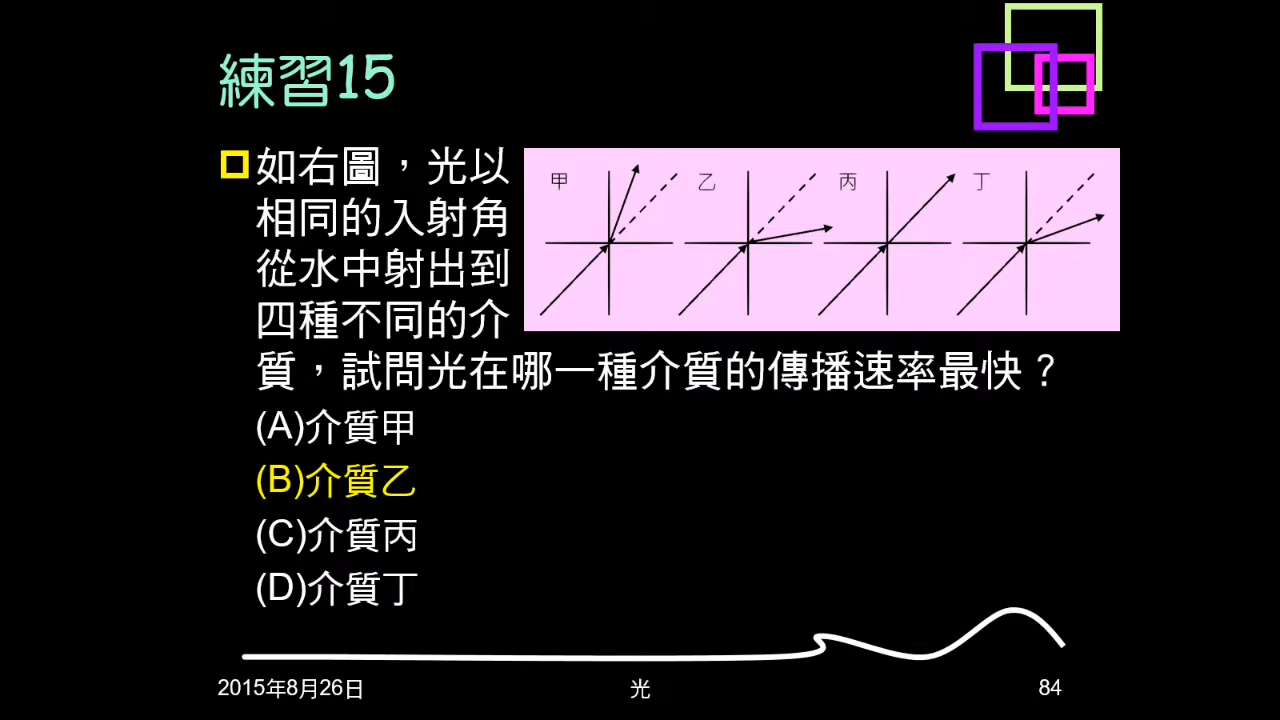 練習15
如右圖，光以
相同的入射角
從水中射出到
四種不同的介
質，試問光在哪一種介質的傳播速率最快？
甲 乙 丙 丁
(A)介質甲
(B)介質乙
(C)介質丙
(D)介質丁
2015年8月26日 光 84